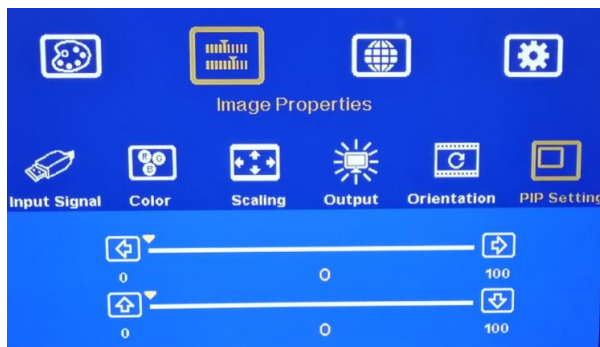 Image Properties
R G
B
Input Signal Color Scaling Output Orientation PIP Setting
0 0 100
0 0 100